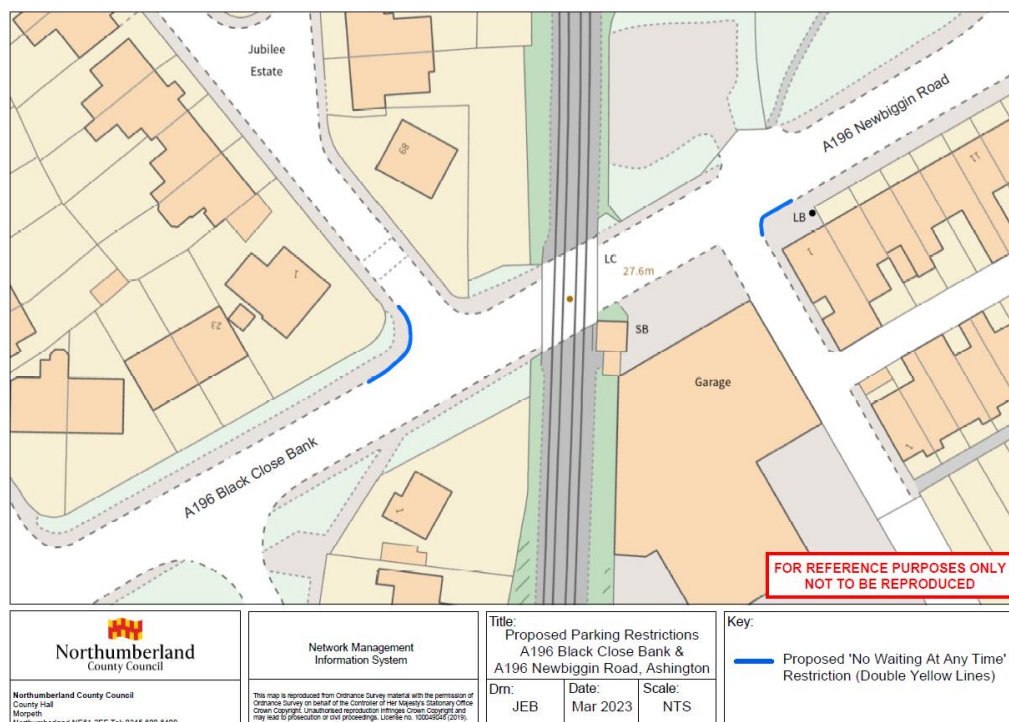 Jubilee
Estate
89
A196 Newbiggin Road
11
LB
1
LC
27.6m
1
23
SB
Garage
A196 Black Close Bank
1
1
FOR REFERENCE PURPOSES ONLY
NOT TO BE REPRODUCED
Northumberland
County Council
Northumberland County Council
County Hall
Morpeth
Network Management
Information System
This map is reproduced from Ordnance Survey material with the permission of
Ordnance Survey on behalf of the Controller of Her Majesty's Stationary Office
Crown Copyright. Unauthorised reproduction infringes Crown Copyright and
may lead to prosecution or civil proceedings. License no. 100049048 (2019).
Title:
Proposed Parking Restrictions
A196 Black Close Bank &
A196 Newbiggin Road, Ashington
Drn:
JEB
Date:
Mar 2023
Scale:
NTS
Key:
Proposed 'No Waiting At Any Time'
Restriction (Double Yellow Lines)